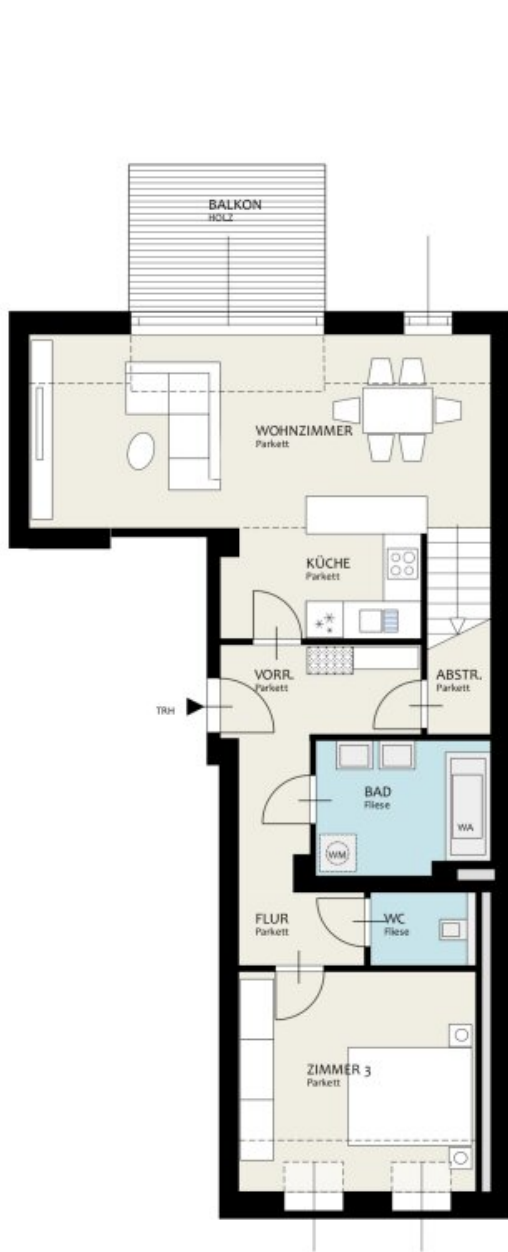 BALKON
HOLZ
WOHNZIMMER
Parkett
KÜCHE
Parkett
VORR.
Parkett
ABSTR.
Parkett
TRH
BAD
Fliese
WA
WM
FLUR
Parkett
WC
Fliese
ZIMMER 3
Parkett